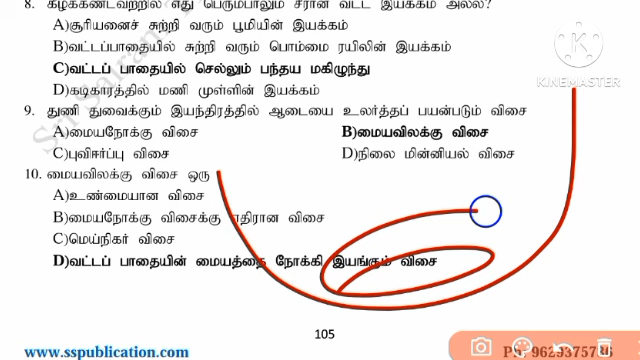 8. கீழ்க்கண்டவற்றில் எது பெரும்பாலும் சீரான வட்ட இயக்கம் அல்ல?
A)சூரியனைச் சுற்றி வரும் பூமியின் இயக்கம்
B)வட்டப்பாதையில் சுற்றி வரும் பொம்மை ரயிலின் இயக்கம்
C)வட்டப் பாதையில் செல்லும் பந்தய மகிழுந்து
D)கடிகாரத்தில் மணி முள்ளின் இயக்கம்
KINEMASTER
9. துணி துவைக்கும் இயந்திரத்தில் ஆடையை உலர்த்தப் பயன்படும் விசை
A)மையநோக்கு விசை B)மையவிலக்கு விசை
C)புவிஈர்ப்பு விசை D)நிலை மின்னியல் விசை
10. மையவிலக்கு விசை ஒரு
A)உண்மையான விசை
B)மையநோக்கு விசைக்கு எதிரான விசை
C)மெய்நிகர் விசை
D)வட்டப் பாதையின் மையத்தை நோக்கி இயங்கும் விசை
105
www.sspublication.com